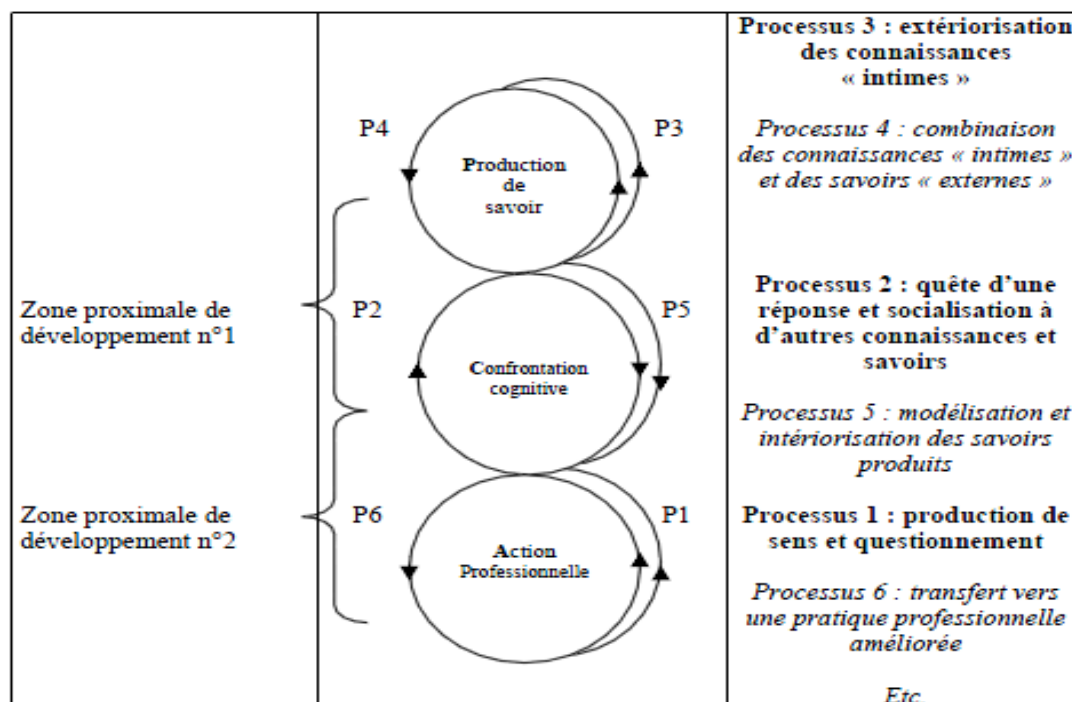 Zone proximale de
développement n°1
Zone proximale de
développement n°2
P4
P3
Production
de
savoir
P2
P5
Confrontation
cognitive
P6
P1
Action
Professionnelle
Processus 3 : extériorisation
des connaissances
« intimes »
Processus 4 : combinaison
des connaissances « intimes »
et des savoirs « externes »
Processus 2 : quête d’une
réponse et socialisation à
d’autres connaissances et
savoirs
Processus 5 : modélisation et
intériorisation des savoirs
produits
Processus 1 : production de
sens et questionnement
Processus 6 : transfert vers
une pratique professionnelle
améliorée
Etc